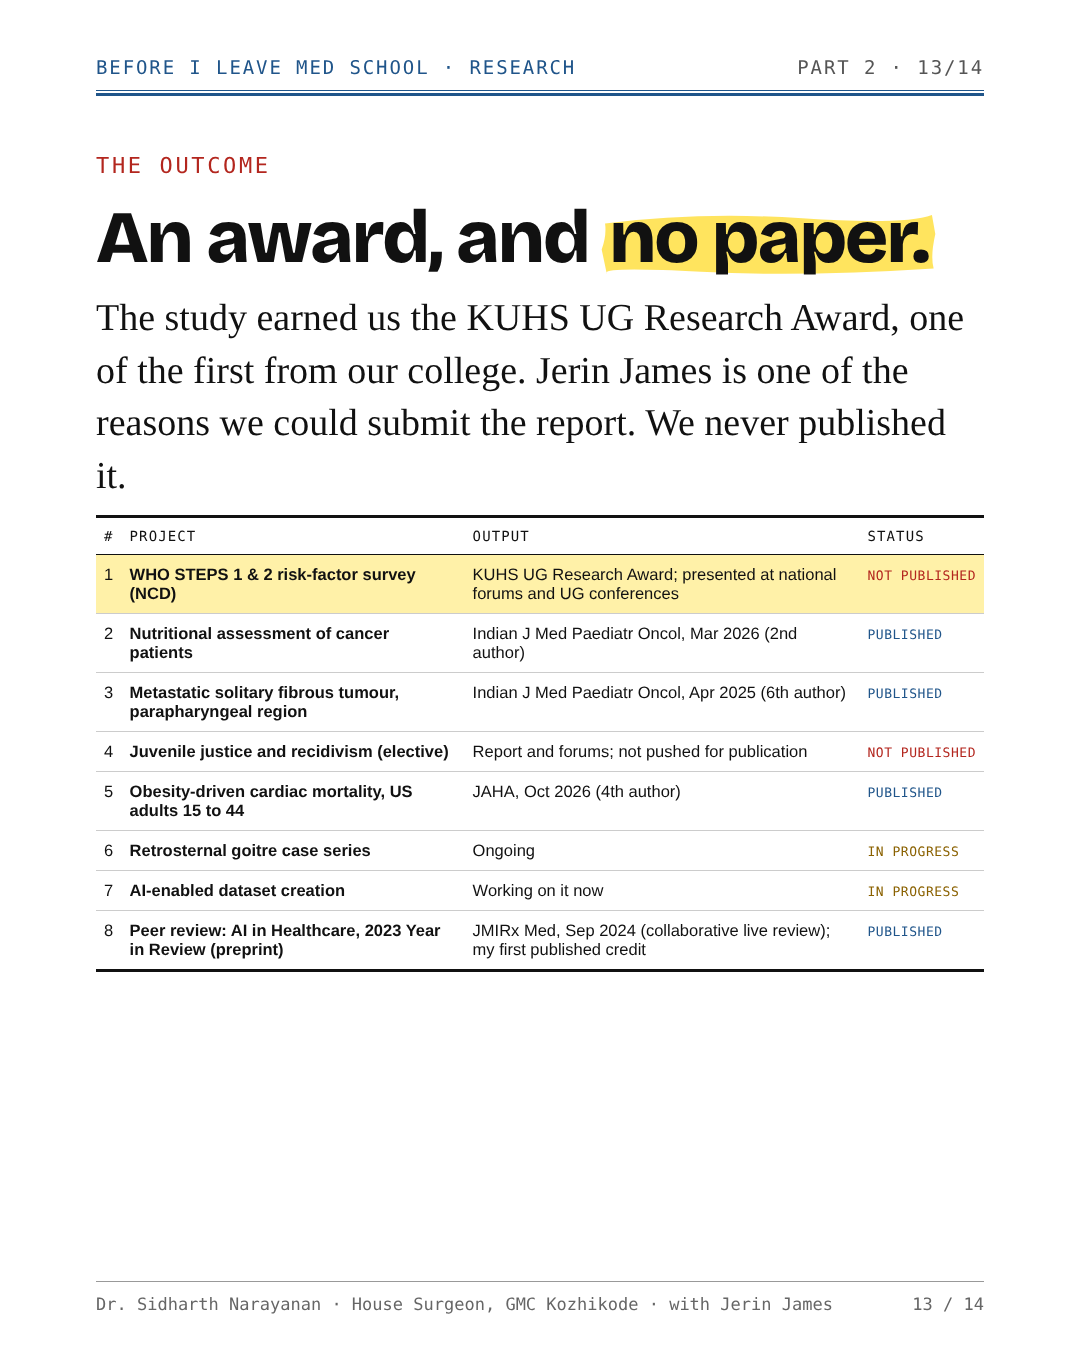 BEFORE I LEAVE MED SCHOOL · RESEARCH
PART 2 · 13/14
THE OUTCOME
An award, and no paper.
The study earned us the KUHS UG Research Award, one
of the first from our college. Jerin James is one of the
reasons we could submit the report. We never published
it.
# PROJECT OUTPUT STATUS
1 WHO STEPS 1 & 2 risk-factor survey
(NCD)
KUHS UG Research Award; presented at national
forums and UG conferences
NOT PUBLISHED
2 Nutritional assessment of cancer
patients
Indian J Med Paediatr Oncol, Mar 2026 (2nd
author)
PUBLISHED
3 Metastatic solitary fibrous tumour,
parapharyngeal region
Indian J Med Paediatr Oncol, Apr 2025 (6th author)
PUBLISHED
4 Juvenile justice and recidivism (elective)
Report and forums; not pushed for publication
NOT PUBLISHED
5 Obesity-driven cardiac mortality, US
adults 15 to 44
JAHA, Oct 2026 (4th author)
PUBLISHED
6 Retrosternal goitre case series
Ongoing
IN PROGRESS
7 AI-enabled dataset creation
Working on it now
IN PROGRESS
8 Peer review: AI in Healthcare, 2023 Year
in Review (preprint)
JMIRx Med, Sep 2024 (collaborative live review);
my first published credit
PUBLISHED
Dr. Sidharth Narayanan · House Surgeon, GMC Kozhikode · with Jerin James
13 / 14